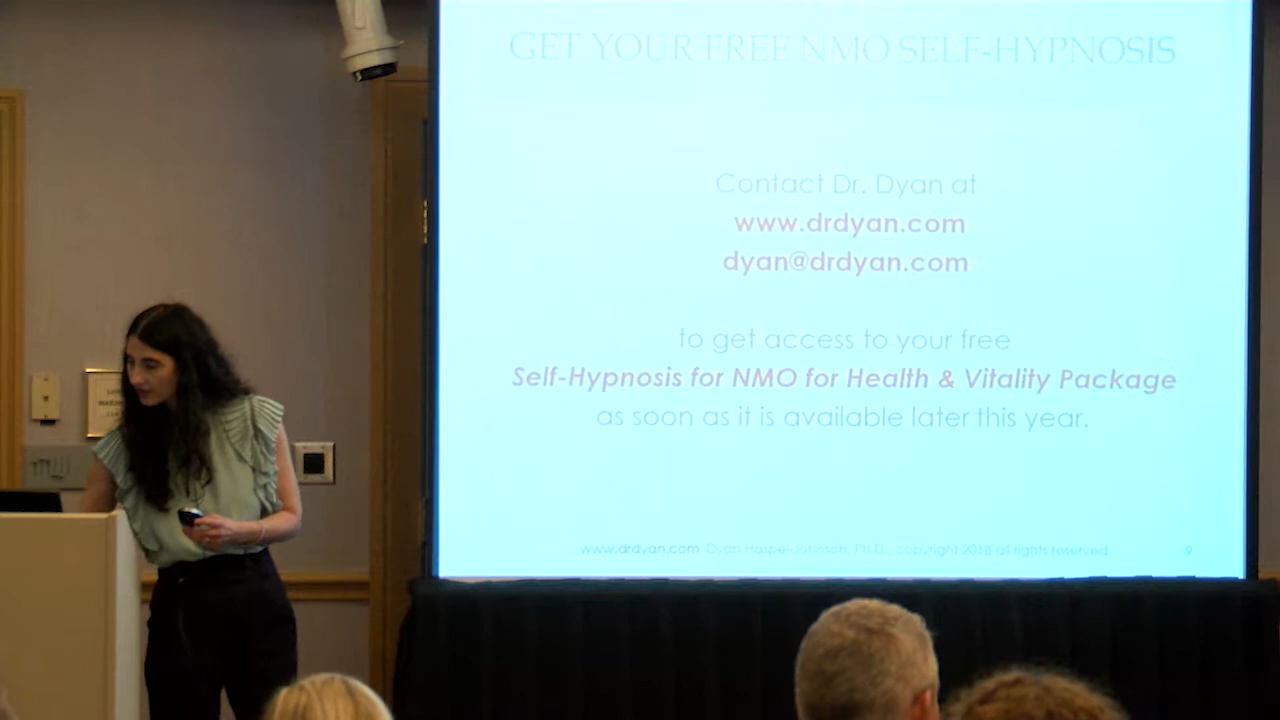 GET YOUR FREE NMO SELF-HYPNOSIS
Contact Dr. Dyan at
www.drdyan.com
dyan@drdyan.com
to get access to your free
Self-Hypnosis for NMO for Health & Vitality Package
as soon as it is available later this year.
www.drdyan.com Dyan Haspel-Johnson, Ph.D., copyright 2018 all rights reserved 9